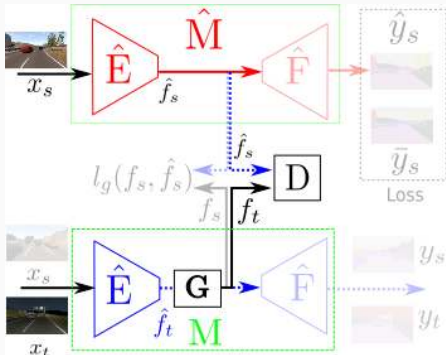 M̂
ŷ_s
Ê
F̂
x_s
f̂_s
ȳ_s
f̂_s
Loss
l_g(f_s, f̂_s)
D
f_s
f_t
x_s
y_s
Ê
G
F̂
f̂_t
y_t
x_t
M